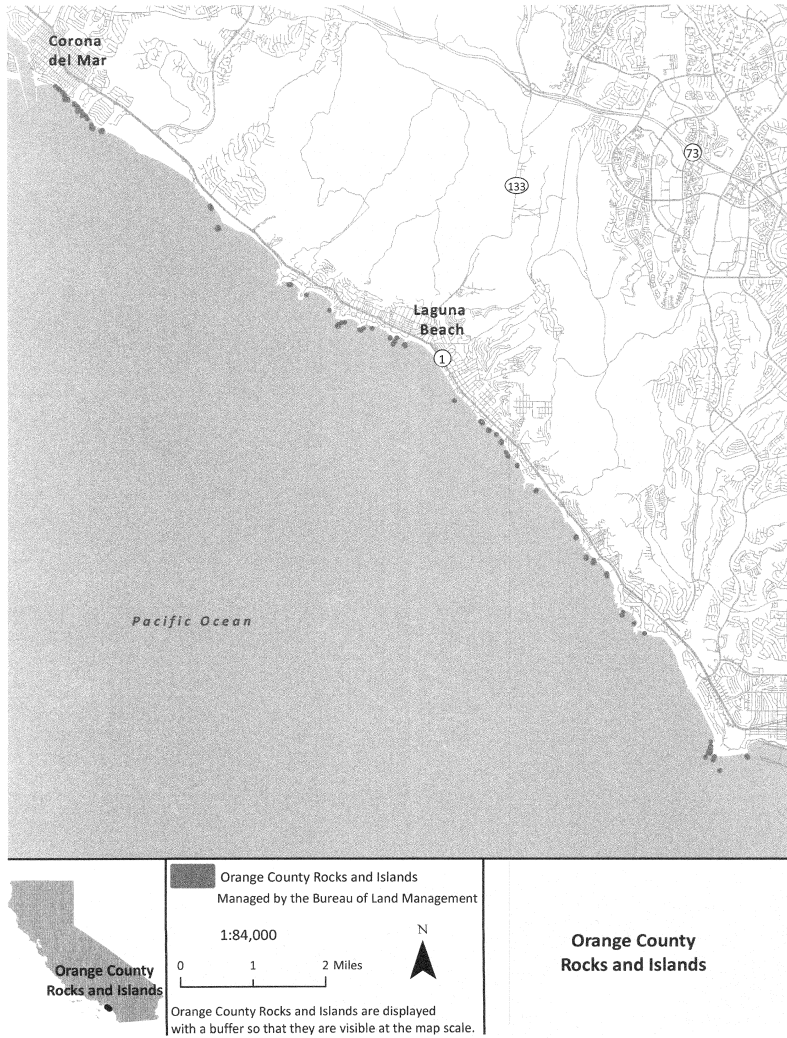 Corona
del Mar
73
133
Laguna
Beach
1
Pacific Ocean
Orange County
Rocks and Islands
Orange County Rocks and Islands
Managed by the Bureau of Land Management
1:84,000
N
0 1 2 Miles
Orange County Rocks and Islands are displayed
with a buffer so that they are visible at the map scale.
Orange County
Rocks and Islands